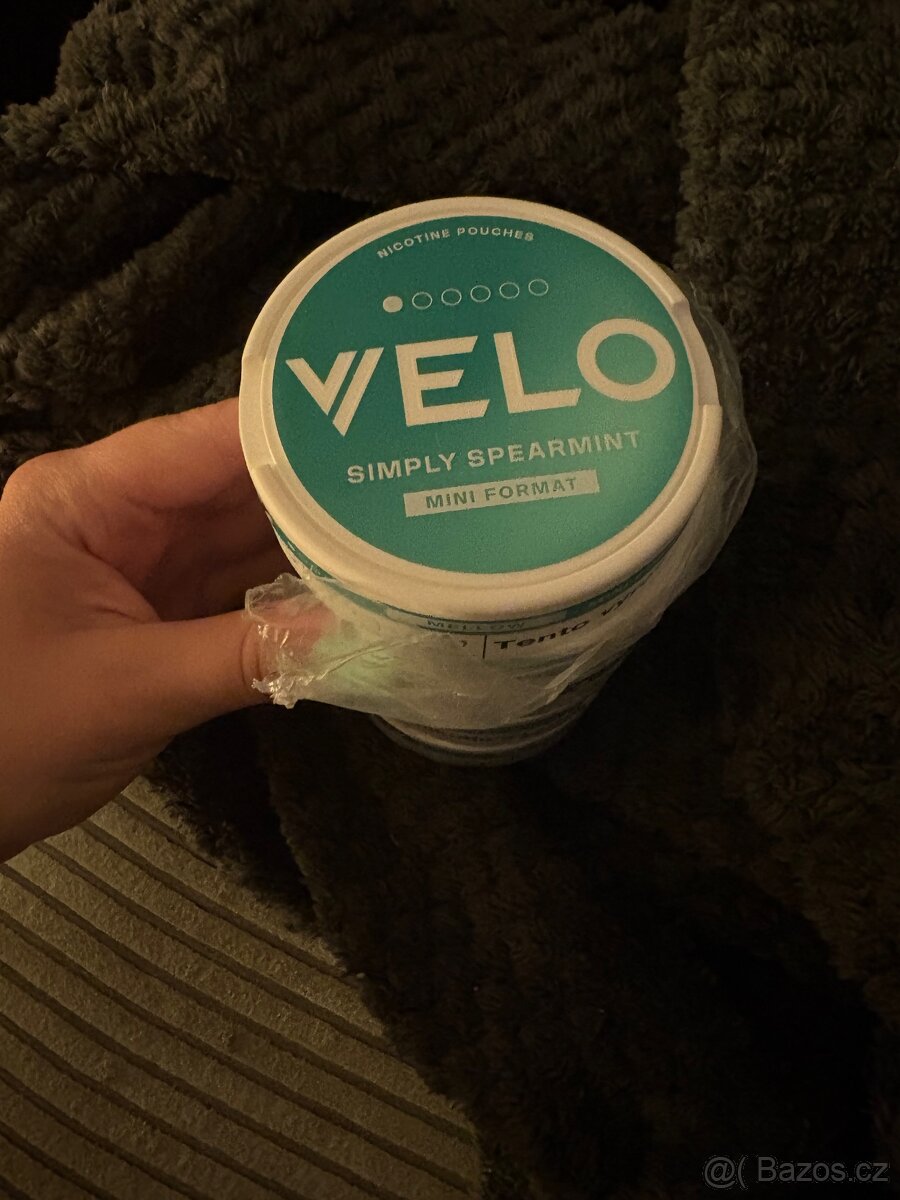 NICOTINE POUCHES
VELO
SIMPLY SPEARMINT
MINI FORMAT
MELLOW
Tento
@( Bazos.cz